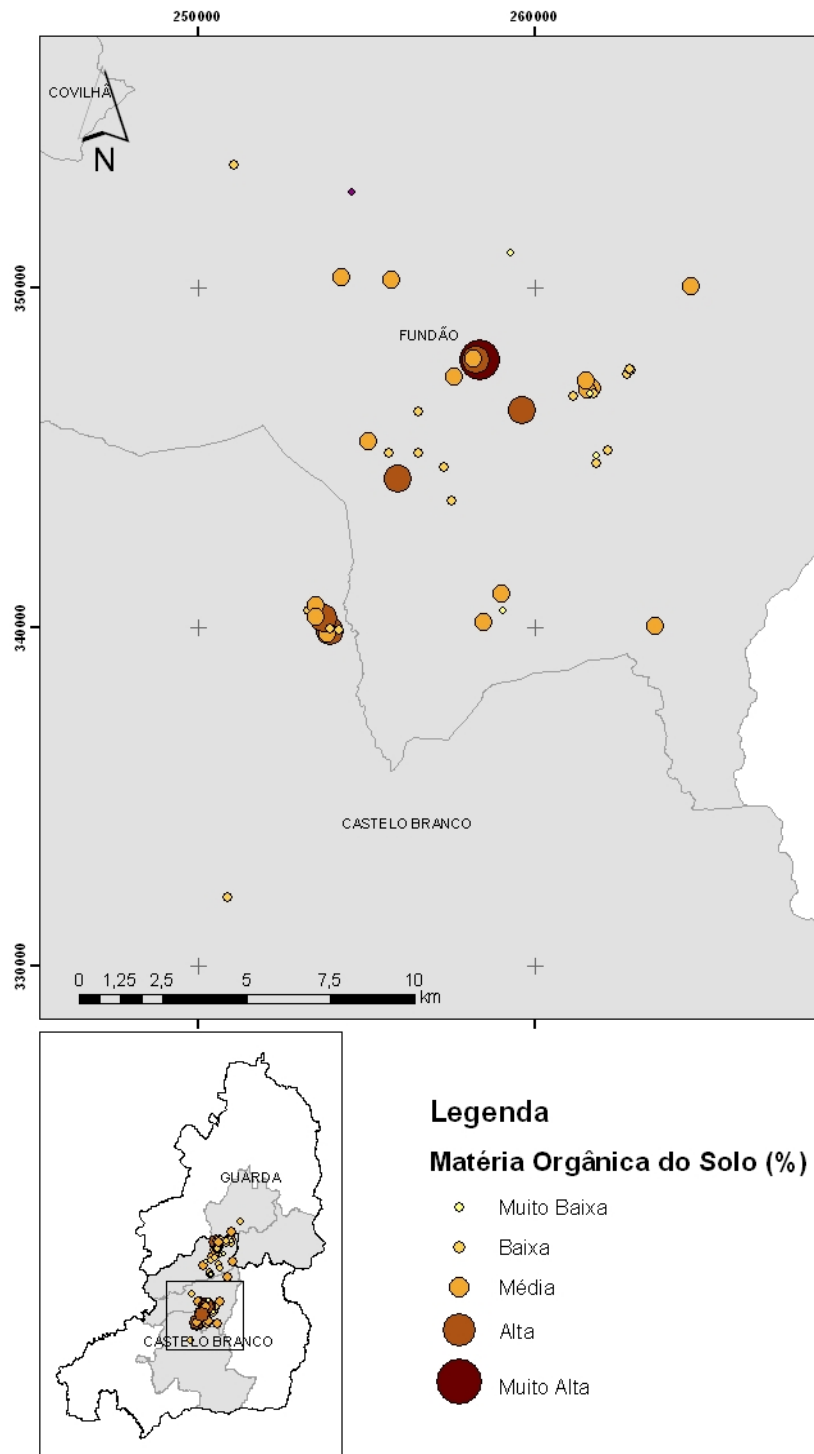 250000 260000
COVILHÃ
N
350000
FUNDÃO
340000
CASTELO BRANCO
330000
0 1,25 2,5 5 7,5 10
km
GUARDA
CASTELO BRANCO
Legenda
Matéria Orgânica do Solo (%)
Muito Baixa
Baixa
Média
Alta
Muito Alta